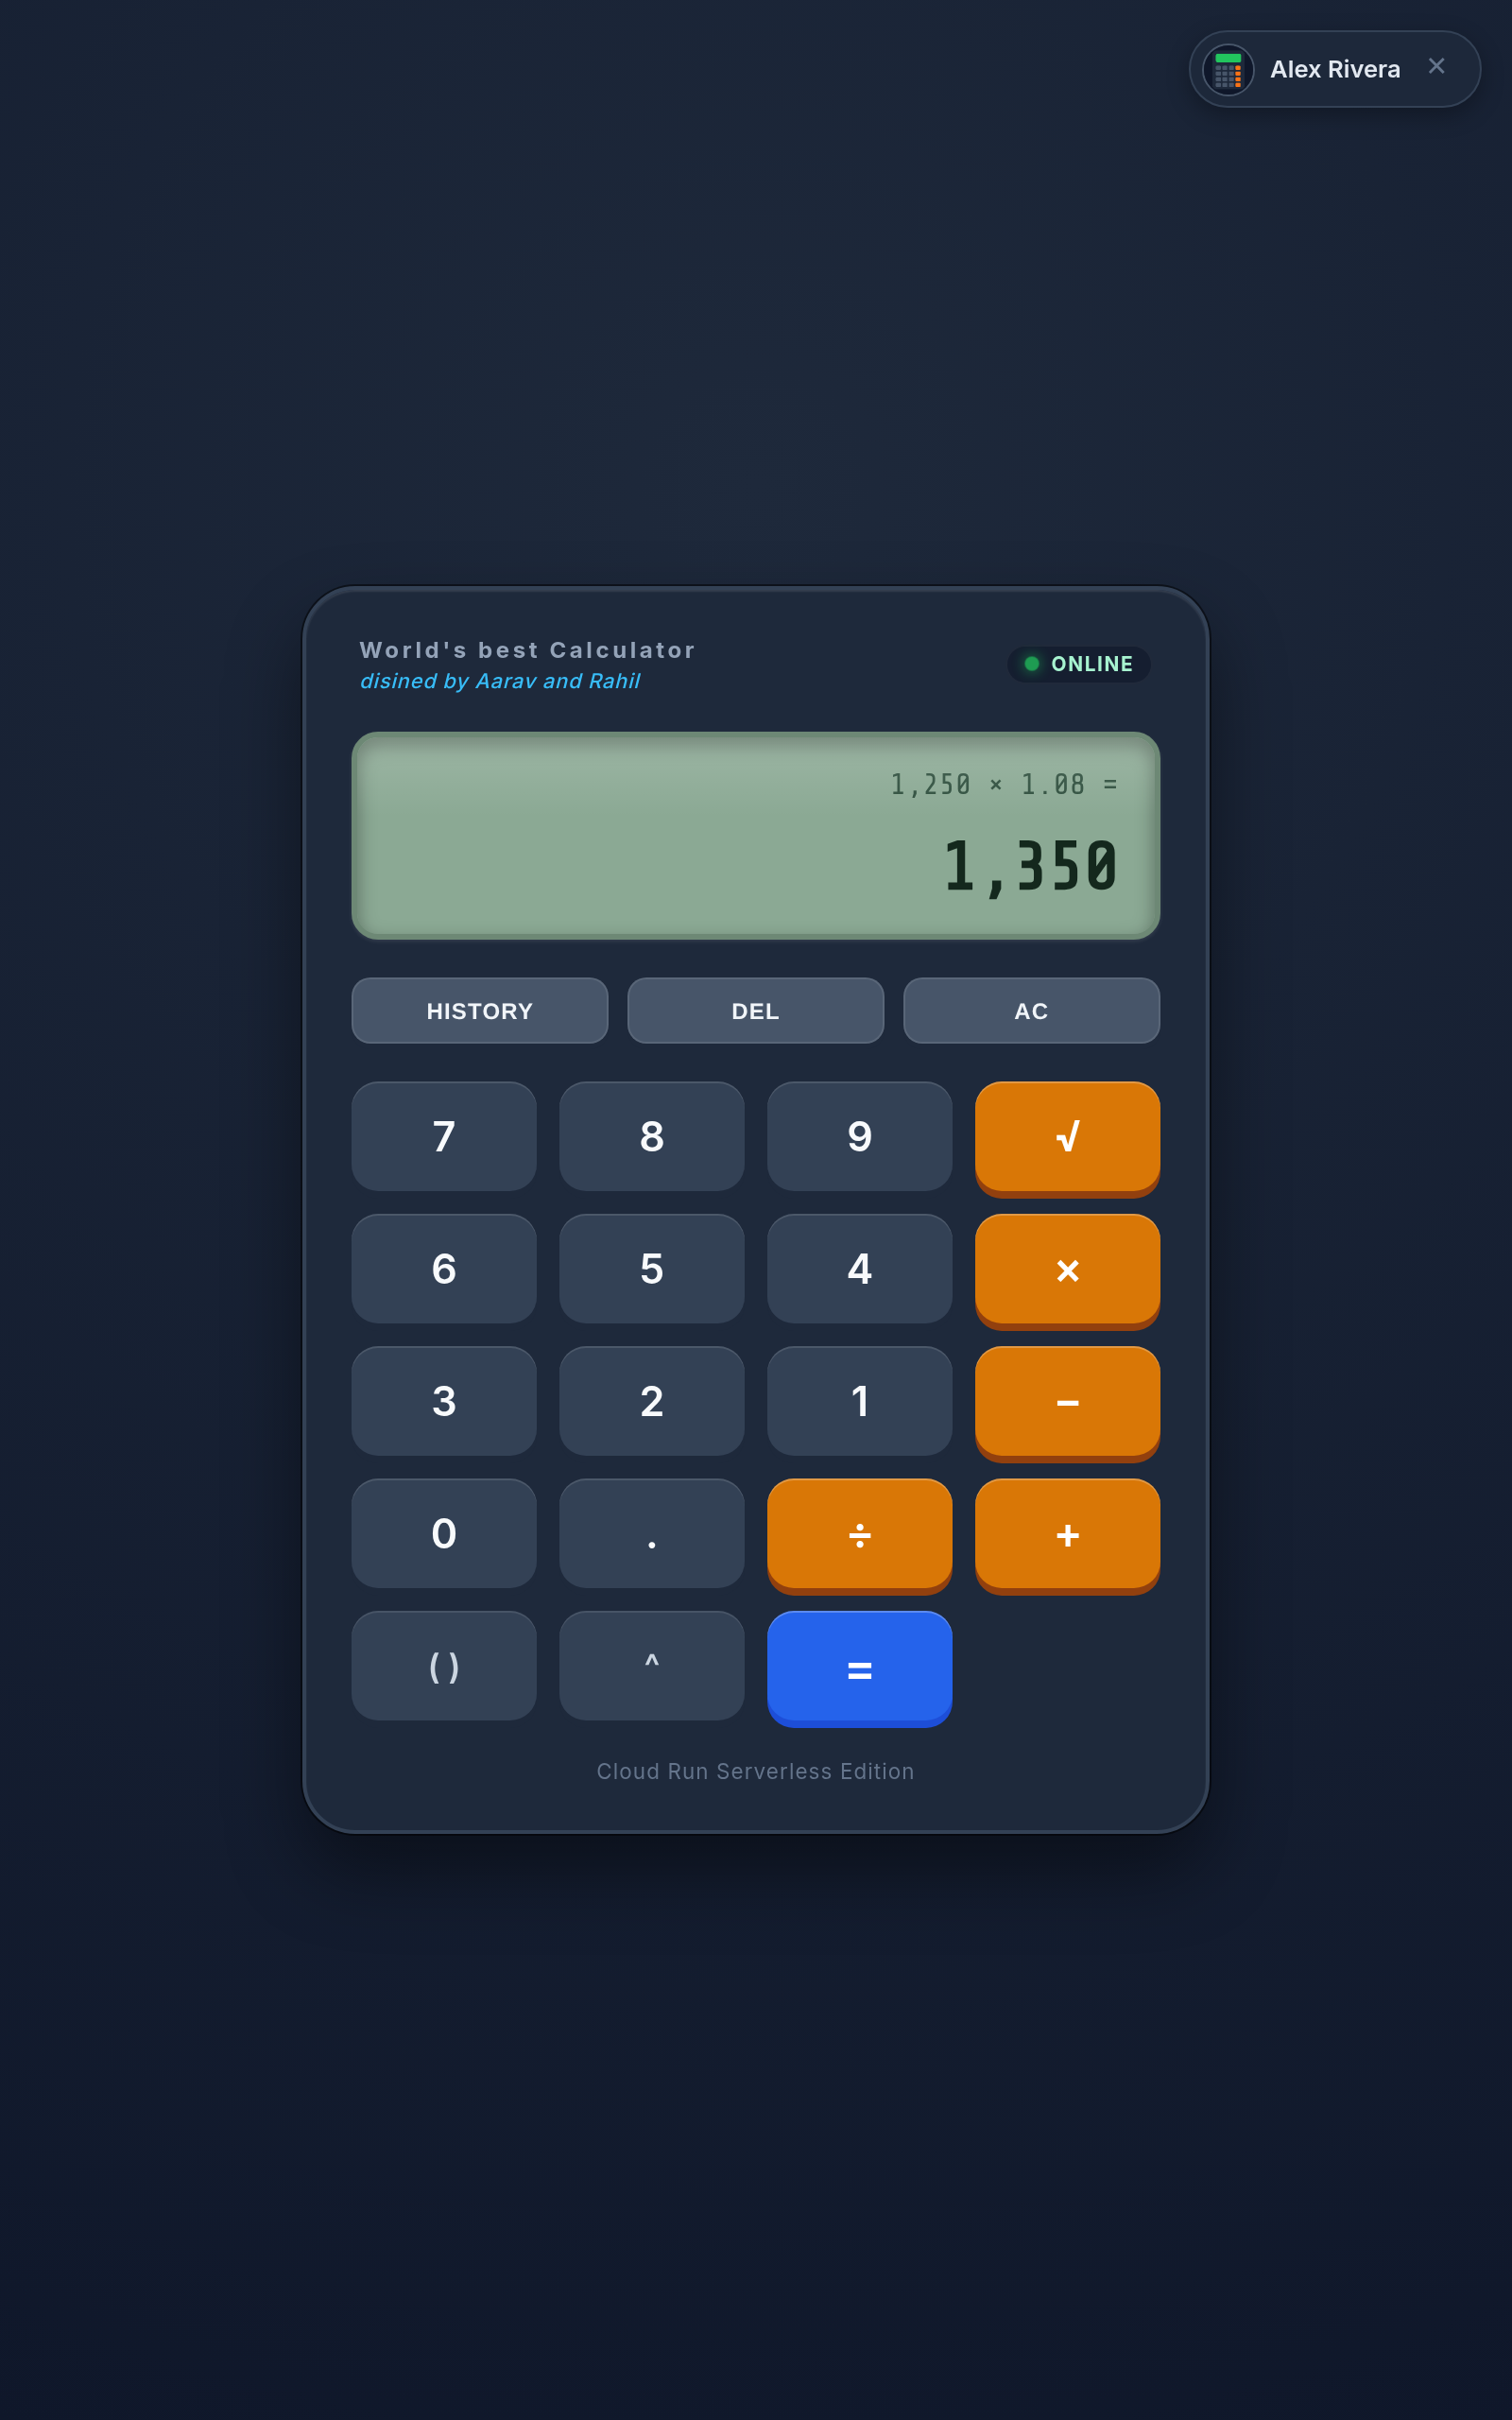 Alex Rivera ×
World's best Calculator
disined by Aarav and Rahil
ONLINE
1,250 × 1.08 =
1,350
HISTORY DEL AC
7 8 9 √
6 5 4 ×
3 2 1 −
0 . ÷ +
( ) ^ =
Cloud Run Serverless Edition